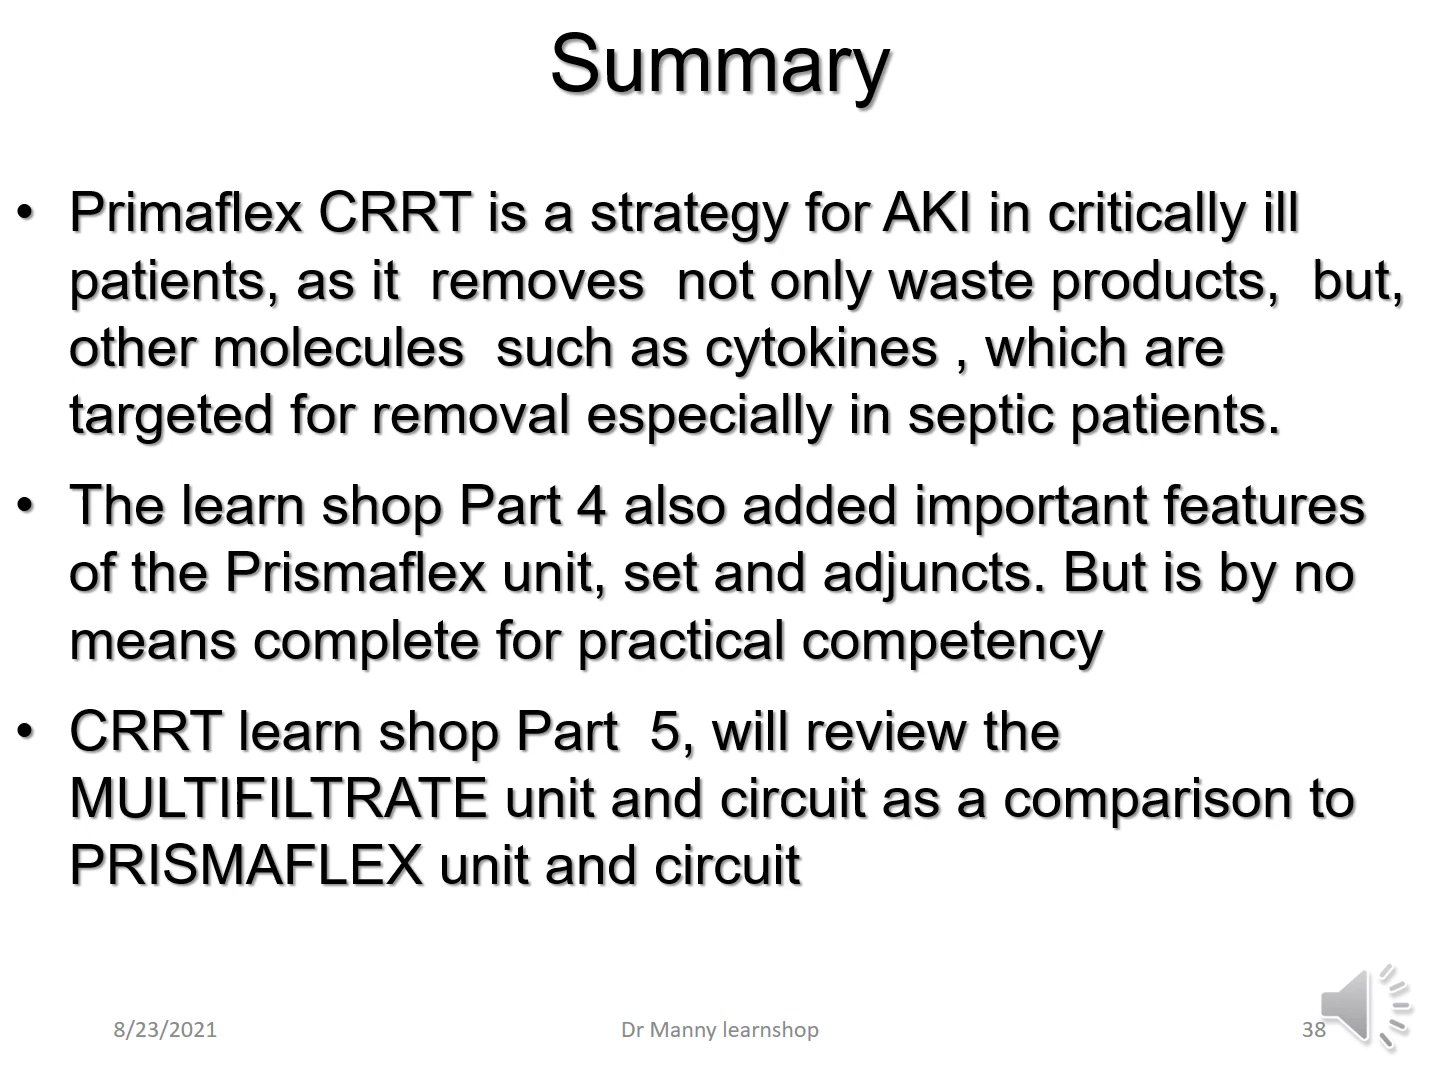 Summary
• Primaflex CRRT is a strategy for AKI in critically ill
patients, as it  removes  not only waste products,  but,
other molecules  such as cytokines , which are
targeted for removal especially in septic patients.
• The learn shop Part 4 also added important features
of the Prismaflex unit, set and adjuncts. But is by no
means complete for practical competency
• CRRT learn shop Part  5, will review the
MULTIFILTRATE unit and circuit as a comparison to
PRISMAFLEX unit and circuit
8/23/2021 Dr Manny learnshop 38